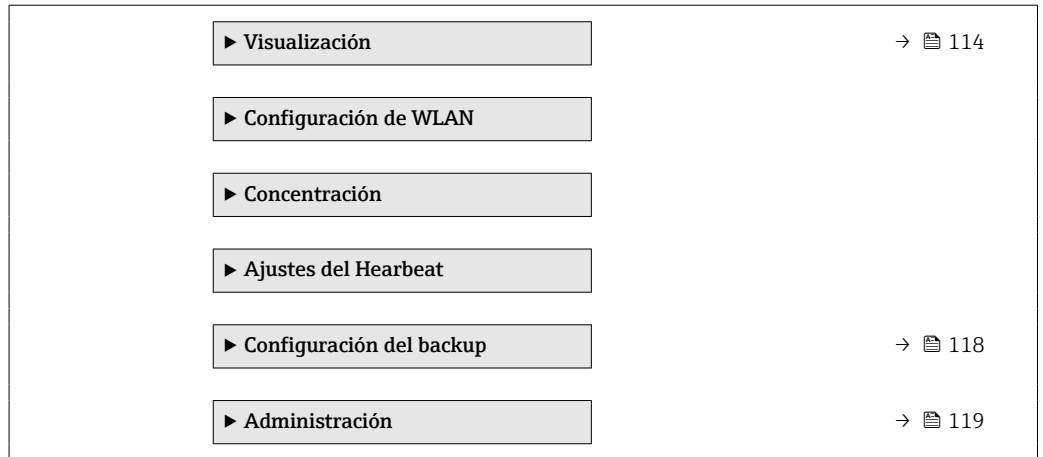 ▶ Visualización → 114
▶ Configuración de WLAN
▶ Concentración
▶ Ajustes del Hearbeat
▶ Configuración del backup → 118
▶ Administración → 119